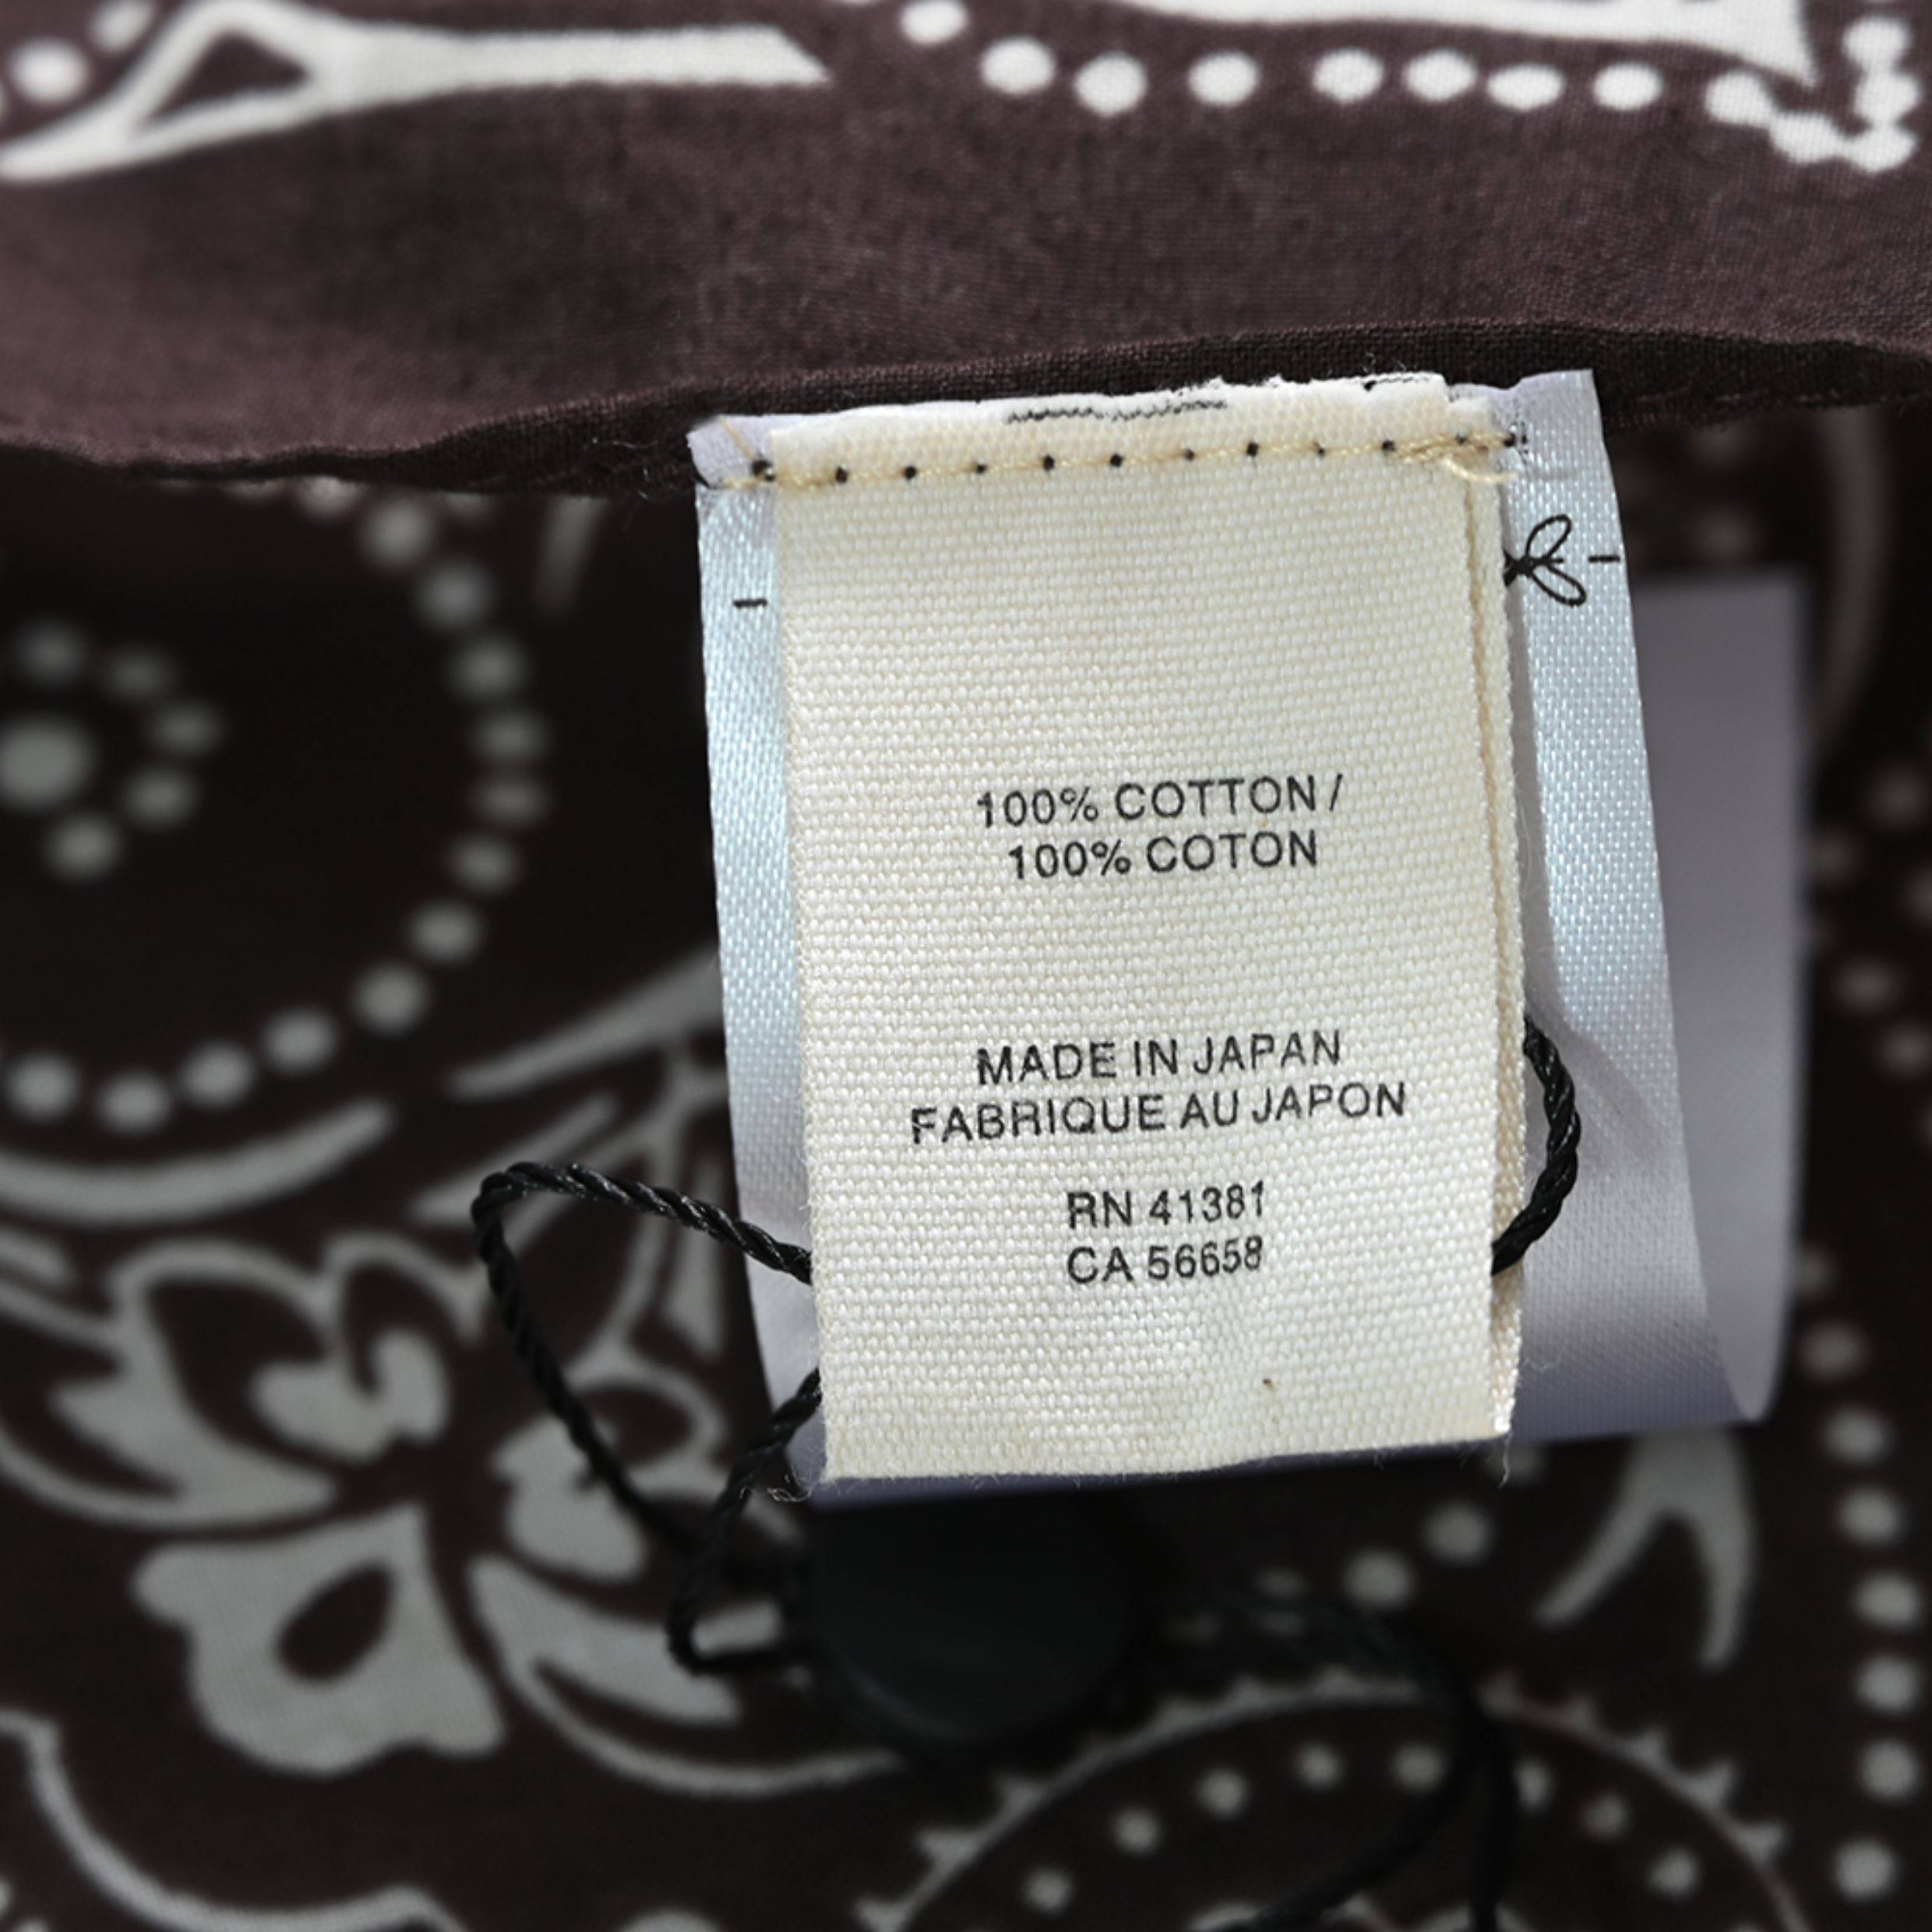 100% COTTON /
100% COTON
MADE IN JAPAN
FABRIQUE AU JAPON
RN 41381
CA 56658